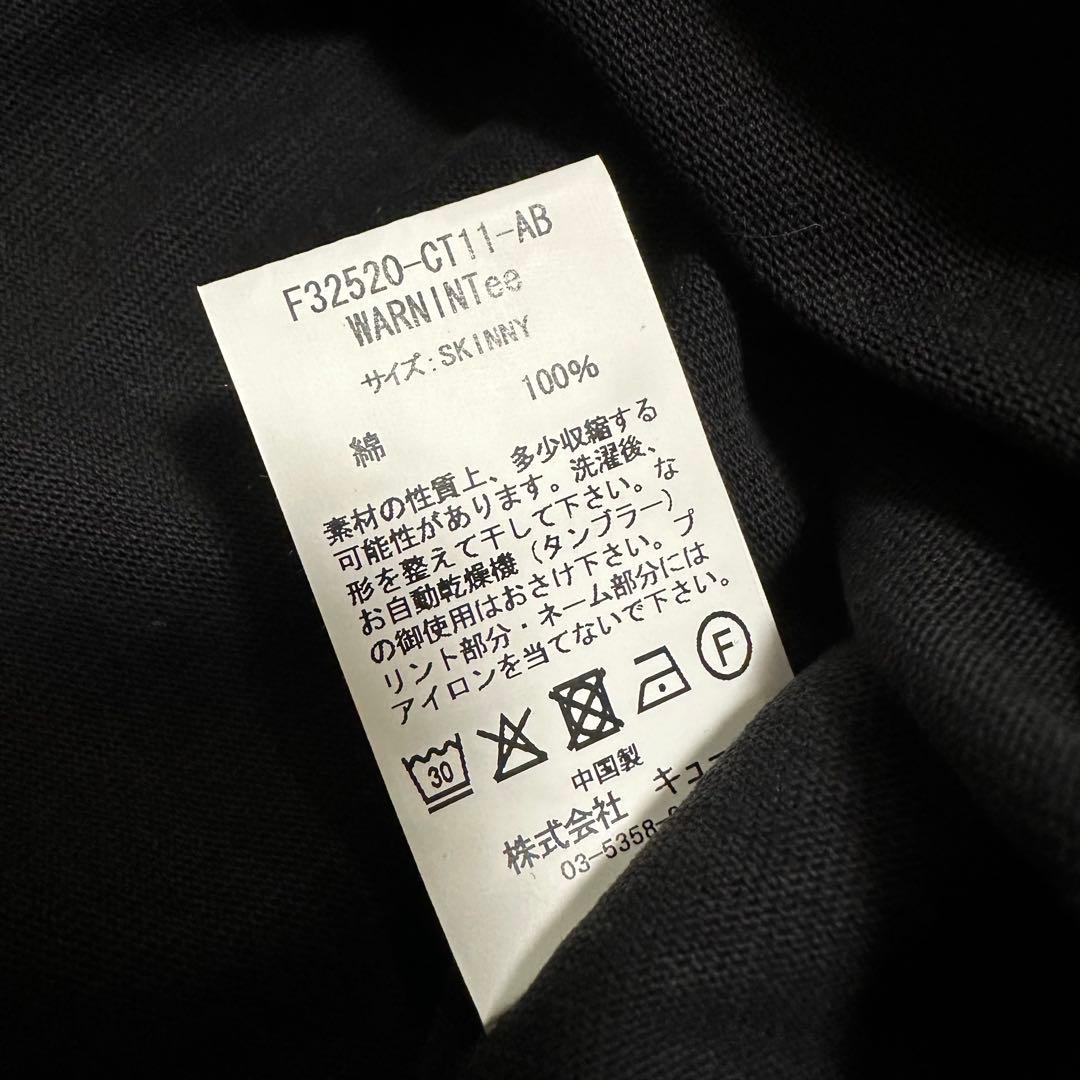 F32520-CT11-AB
WARNINTee
サイズ:SKINNY
綿 100%
素材の性質上、多少収縮する
可能性があります。洗濯後、
形を整えて干して下さい。な
お自動乾燥機(タンブラー)
の御使用はおさけ下さい。プ
リント部分・ネーム部分には
アイロンを当てないで下さい。
30
F
中国製
株式会社 キュー
03-5358-